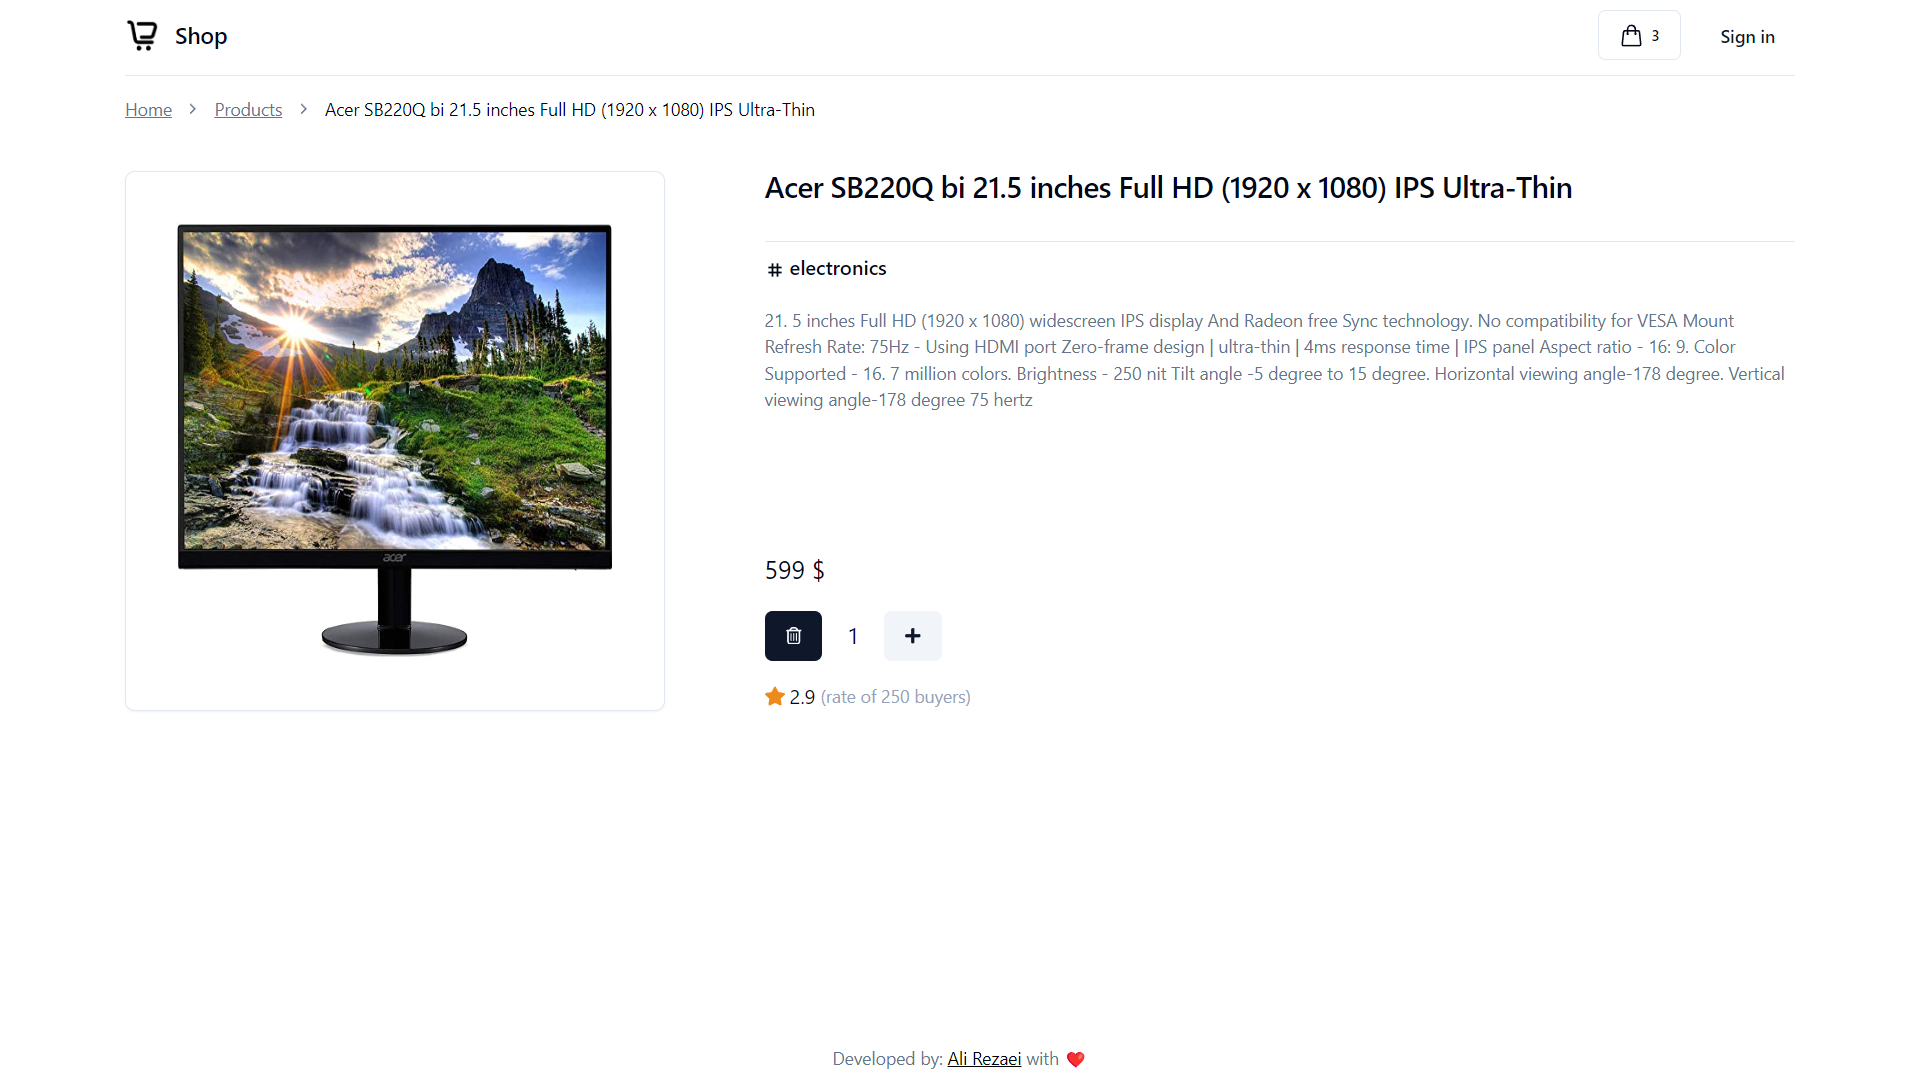 Shop
3
Sign in
Home
Products
Acer SB220Q bi 21.5 inches Full HD (1920 x 1080) IPS Ultra-Thin
Acer SB220Q bi 21.5 inches Full HD (1920 x 1080) IPS Ultra-Thin
# electronics
21. 5 inches Full HD (1920 x 1080) widescreen IPS display And Radeon free Sync technology. No compatibility for VESA Mount
Refresh Rate: 75Hz - Using HDMI port Zero-frame design | ultra-thin | 4ms response time | IPS panel Aspect ratio - 16: 9. Color
Supported - 16. 7 million colors. Brightness - 250 nit Tilt angle -5 degree to 15 degree. Horizontal viewing angle-178 degree. Vertical
viewing angle-178 degree 75 hertz
acer
599 $
1
2.9 (rate of 250 buyers)
Developed by: Ali Rezaei with ❤️